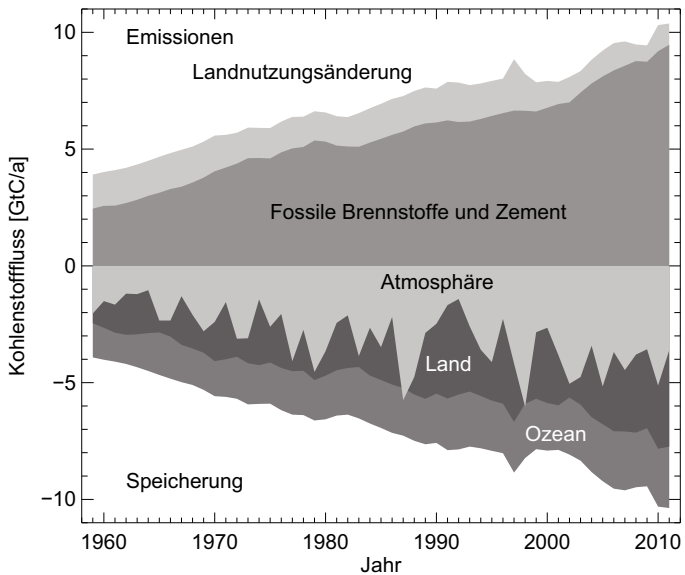 Emissionen
Landnutzungsänderung
Fossile Brennstoffe und Zement
Atmosphäre
Land
Ozean
Speicherung
Kohlenstofffluss [GtC/a]
10
5
0
−5
−10
1960 1970 1980 1990 2000 2010
Jahr